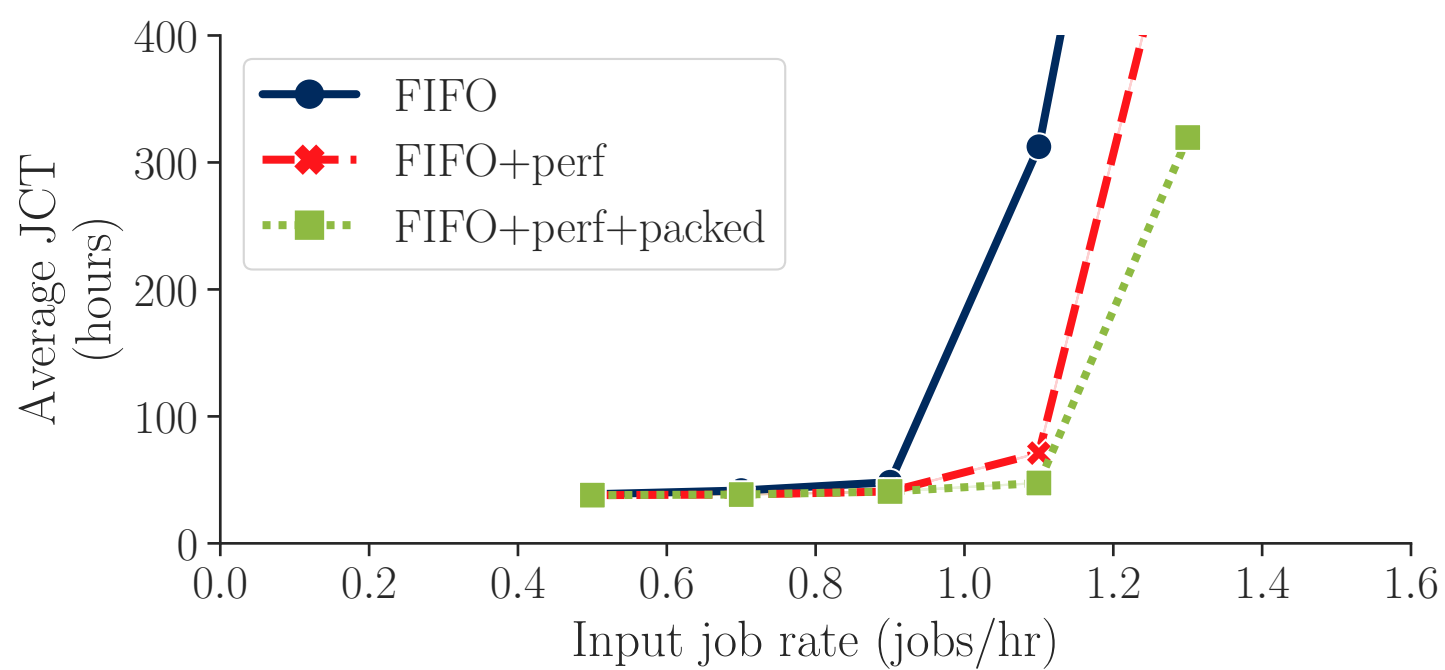 400
300
200
100
0
Average JCT
(hours)
FIFO
FIFO+perf
FIFO+perf+packed
0.0 0.2 0.4 0.6 0.8 1.0 1.2 1.4 1.6
Input job rate (jobs/hr)